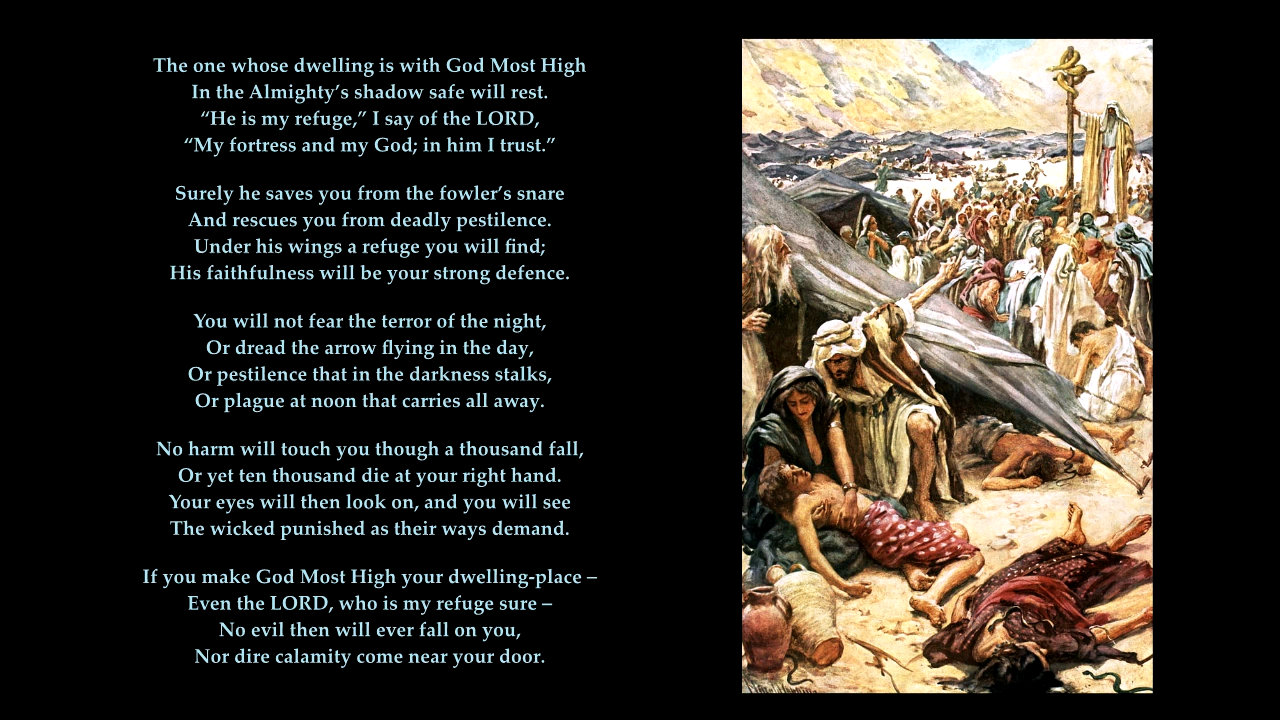 The one whose dwelling is with God Most High
In the Almighty’s shadow safe will rest.
“He is my refuge,” I say of the LORD,
“My fortress and my God; in him I trust.”
Surely he saves you from the fowler’s snare
And rescues you from deadly pestilence.
Under his wings a refuge you will find;
His faithfulness will be your strong defence.
You will not fear the terror of the night,
Or dread the arrow flying in the day,
Or pestilence that in the darkness stalks,
Or plague at noon that carries all away.
No harm will touch you though a thousand fall,
Or yet ten thousand die at your right hand.
Your eyes will then look on, and you will see
The wicked punished as their ways demand.
If you make God Most High your dwelling-place –
Even the LORD, who is my refuge sure –
No evil then will ever fall on you,
Nor dire calamity come near your door.